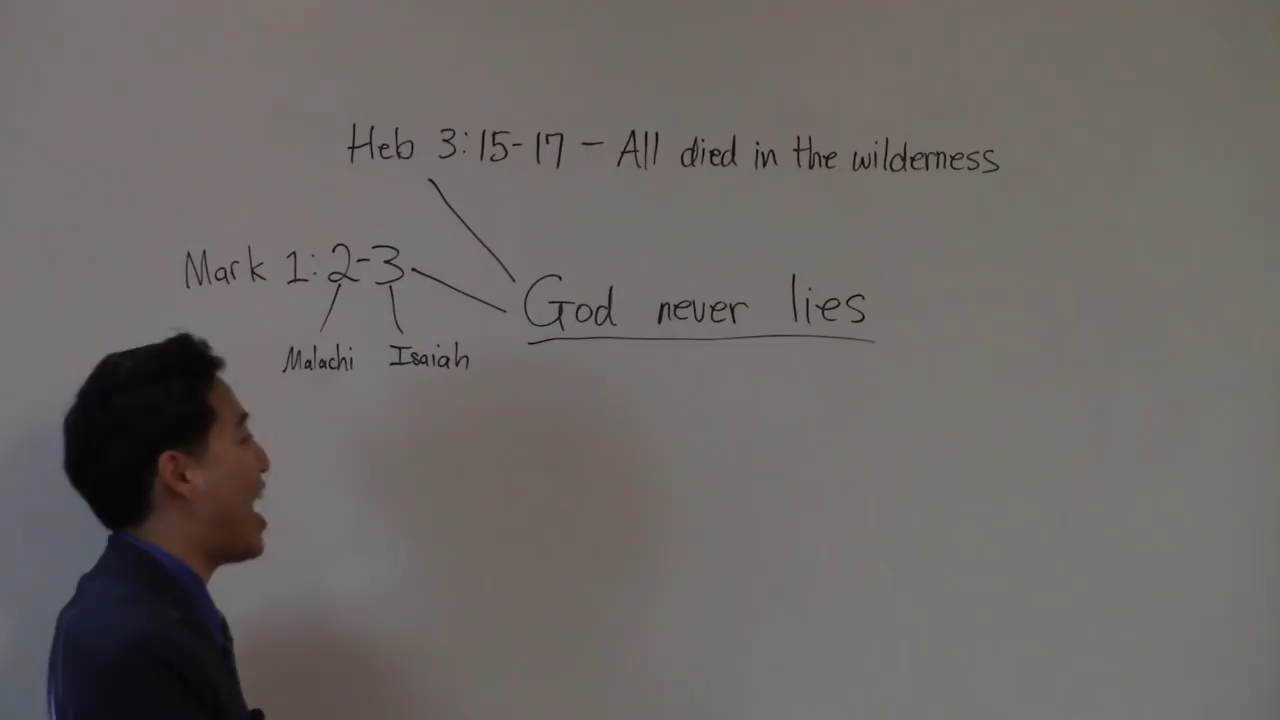 Heb 3:15-17 - All died in the wilderness
Mark 1:2-3
God never lies
Malachi Isaiah